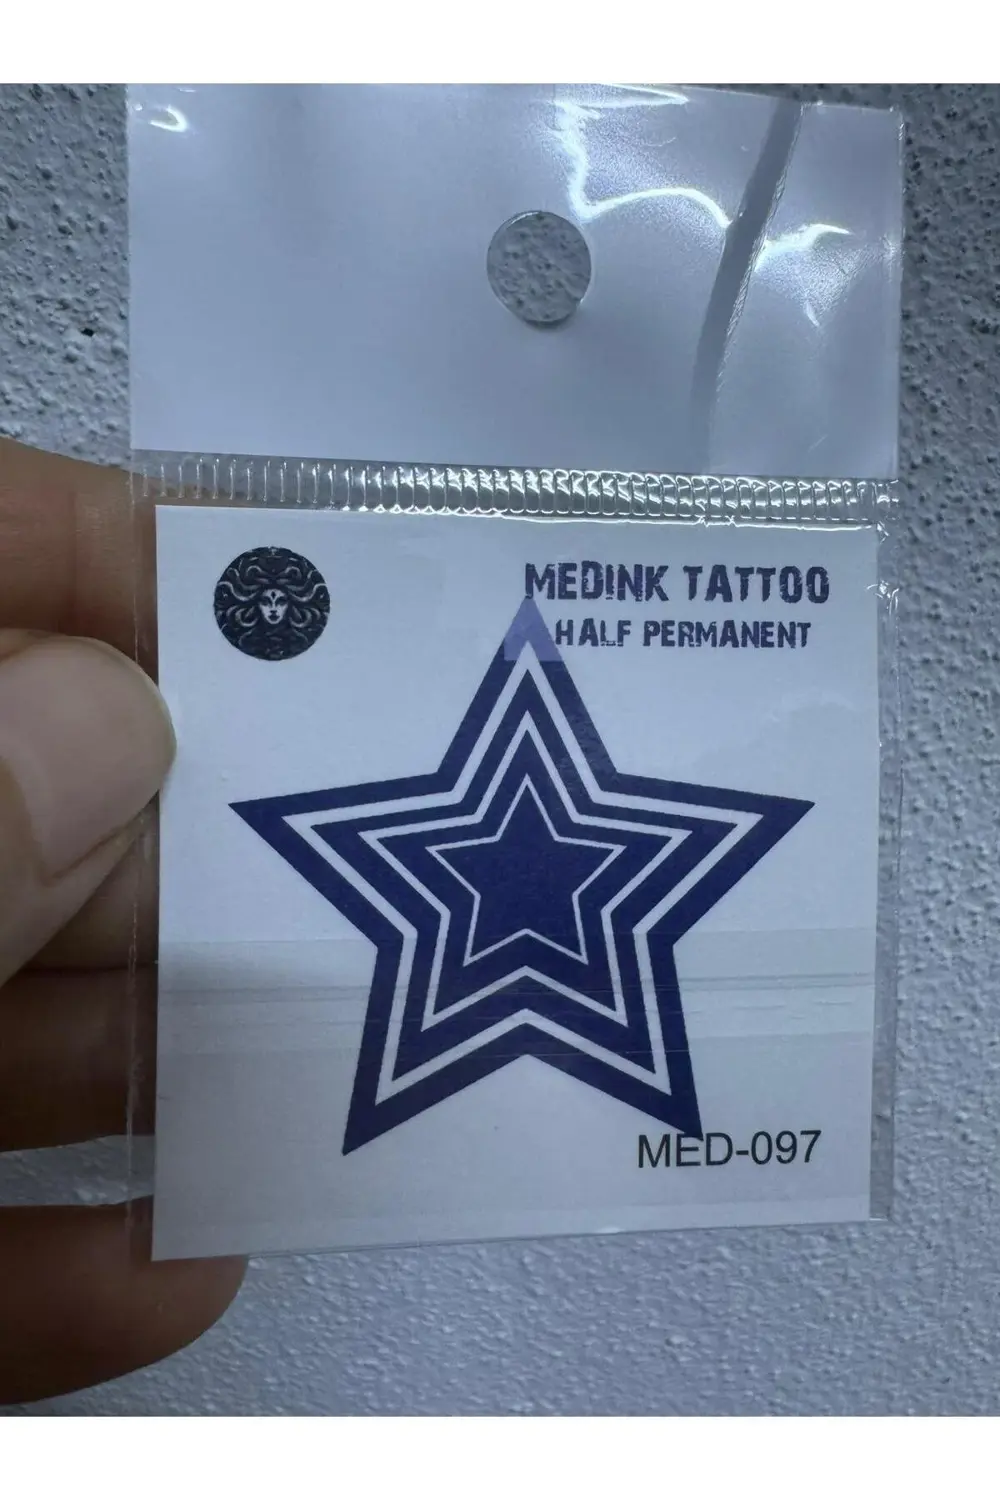 MEDINK TATTOO
HALF PERMANENT
MED-097